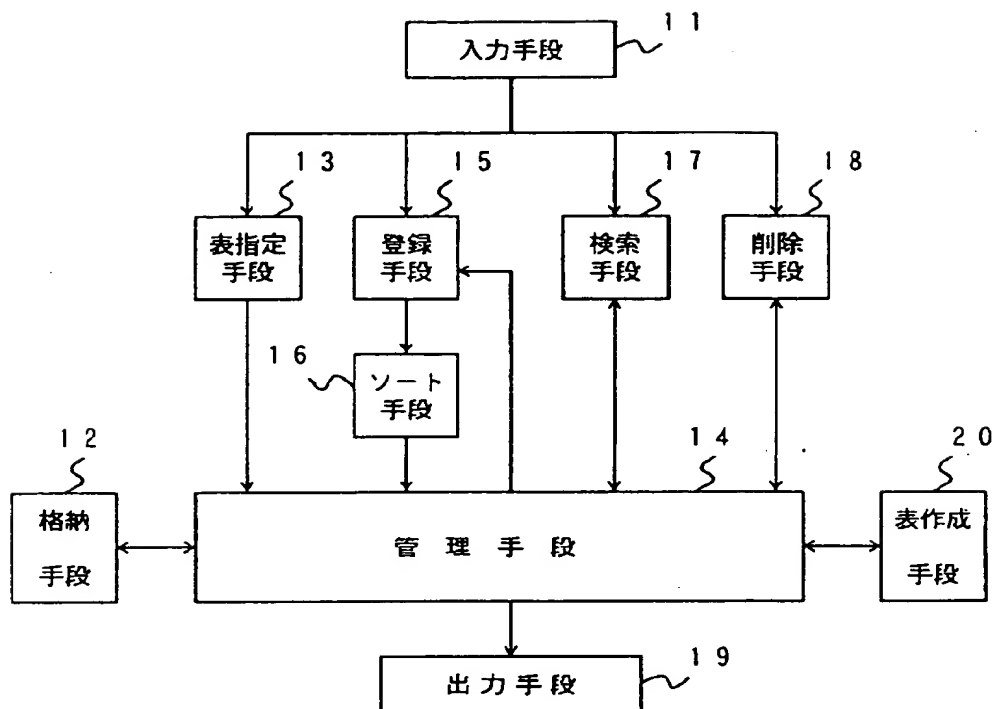 11
入力手段
13
15
17
18
表指定
手段
登録
手段
検索
手段
削除
手段
16
ソート
手段
12
14
20
格納
手段
管理手段
表作成
手段
19
出力手段